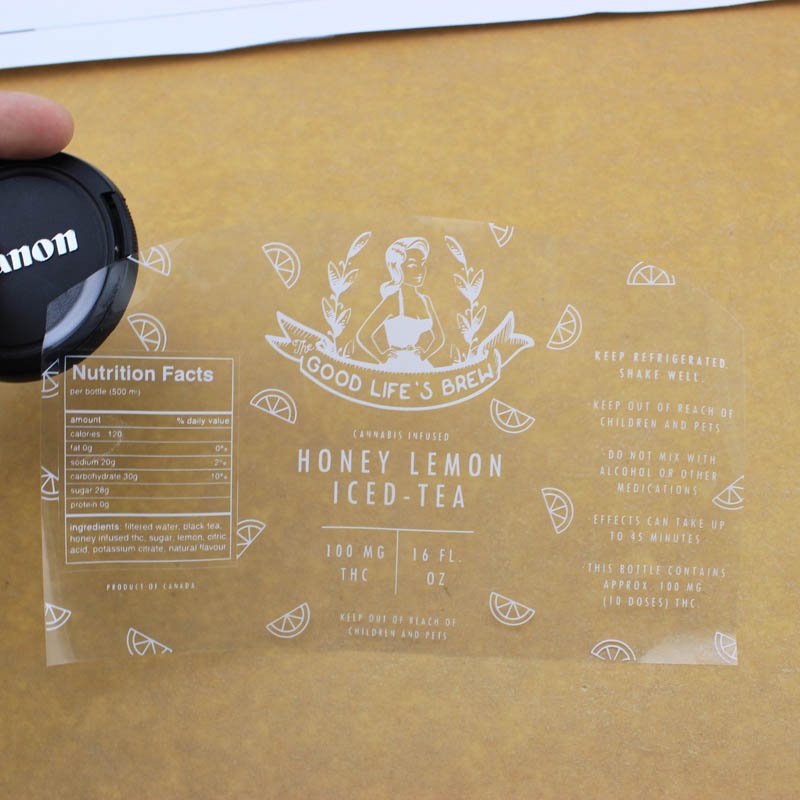 anon
Nutrition Facts
per bottle (500 ml)
amount % daily value
calories 120
fat 0g 0%
sodium 20g 2%
carbohydrate 30g 10%
sugar 28g
protein 0g
ingredients: filtered water, black tea,
honey infused thc, sugar, lemon, citric
acid, potassium citrate, natural flavour
PRODUCT OF CANADA
The
GOOD LIFE'S BREW
CANNABIS INFUSED
HONEY LEMON
ICED-TEA
100 MG
THC
16 FL.
OZ
KEEP OUT OF REACH OF
CHILDREN AND PETS
KEEP REFRIGERATED.
SHAKE WELL.
·KEEP OUT OF REACH OF
CHILDREN AND PETS
·DO NOT MIX WITH
ALCOHOL OR OTHER
MEDICATIONS
·EFFECTS CAN TAKE UP
TO 45 MINUTES
·THIS BOTTLE CONTAINS
APPROX. 100 MG
(10 DOSES) THC.